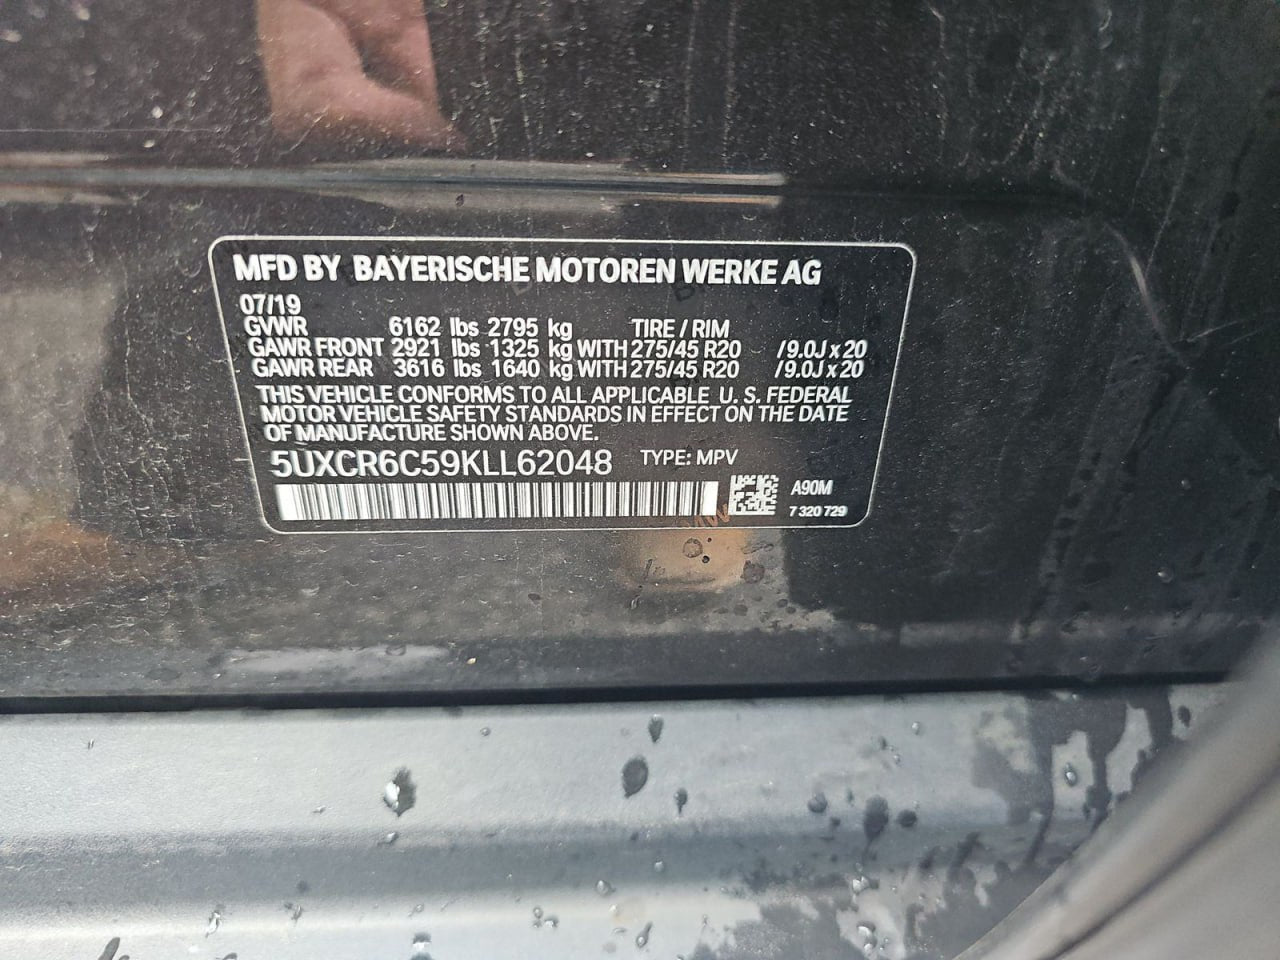 MFD BY BAYERISCHE MOTOREN WERKE AG
07/19
GVWR 6162 lbs 2795 kg TIRE / RIM
GAWR FRONT 2921 lbs 1325 kg WITH 275/45 R20 /9.0J x 20
GAWR REAR 3616 lbs 1640 kg WITH 275/45 R20 /9.0J x 20
THIS VEHICLE CONFORMS TO ALL APPLICABLE U. S. FEDERAL
MOTOR VEHICLE SAFETY STANDARDS IN EFFECT ON THE DATE
OF MANUFACTURE SHOWN ABOVE.
5UXCR6C59KLL62048 TYPE: MPV
A90M
7 320 729